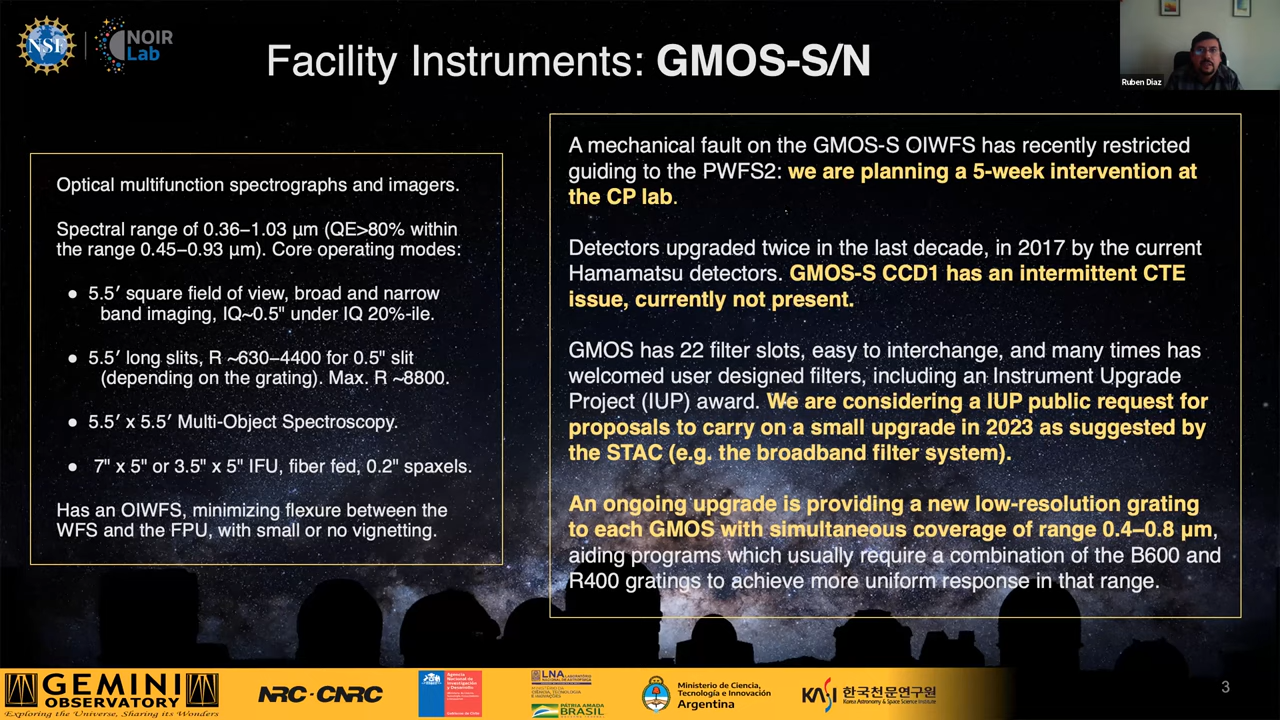 NSF
NOIR
Lab
Facility Instruments: GMOS-S/N
Ruben Diaz
Optical multifunction spectrographs and imagers.
Spectral range of 0.36–1.03 μm (QE>80% within
the range 0.45–0.93 μm). Core operating modes:
● 5.5′ square field of view, broad and narrow
band imaging, IQ~0.5" under IQ 20%-ile.
● 5.5′ long slits, R ~630–4400 for 0.5" slit
(depending on the grating). Max. R ~8800.
● 5.5′ x 5.5′ Multi-Object Spectroscopy.
● 7" x 5" or 3.5" x 5" IFU, fiber fed, 0.2" spaxels.
Has an OIWFS, minimizing flexure between the
WFS and the FPU, with small or no vignetting.
A mechanical fault on the GMOS-S OIWFS has recently restricted
guiding to the PWFS2: we are planning a 5-week intervention at
the CP lab.
Detectors upgraded twice in the last decade, in 2017 by the current
Hamamatsu detectors. GMOS-S CCD1 has an intermittent CTE
issue, currently not present.
GMOS has 22 filter slots, easy to interchange, and many times has
welcomed user designed filters, including an Instrument Upgrade
Project (IUP) award. We are considering a IUP public request for
proposals to carry on a small upgrade in 2023 as suggested by
the STAC (e.g. the broadband filter system).
An ongoing upgrade is providing a new low-resolution grating
to each GMOS with simultaneous coverage of range 0.4–0.8 μm,
aiding programs which usually require a combination of the B600 and
R400 gratings to achieve more uniform response in that range.
GEMINI
OBSERVATORY
Exploring the Universe, Sharing its Wonders
NRC·CNRC
Agencia
Nacional de
Investigación
y Desarrollo
LNA
PÁTRIA AMADA
BRASIL
Ministerio de Ciencia,
Tecnología e Innovación
Argentina
KASI 한국천문연구원
Korea Astronomy & Space Science Institute
3